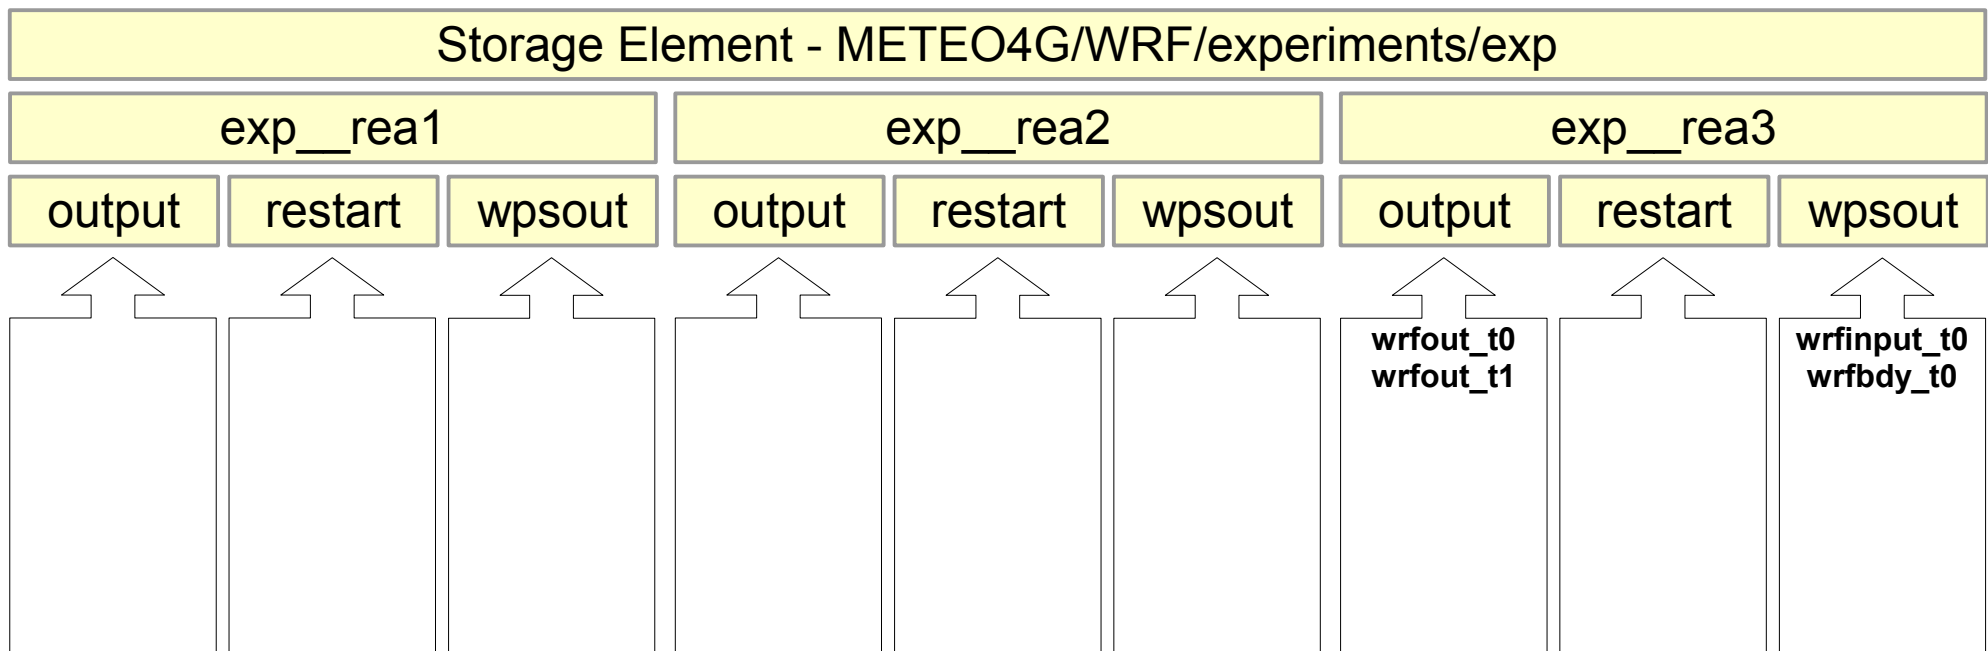 Storage Element - METEO4G/WRF/experiments/exp
exp__rea1
exp__rea2
exp__rea3
output
restart
wpsout
output
restart
wpsout
output
restart
wpsout
wrfout_t0
wrfout_t1
wrfinput_t0
wrfbdy_t0